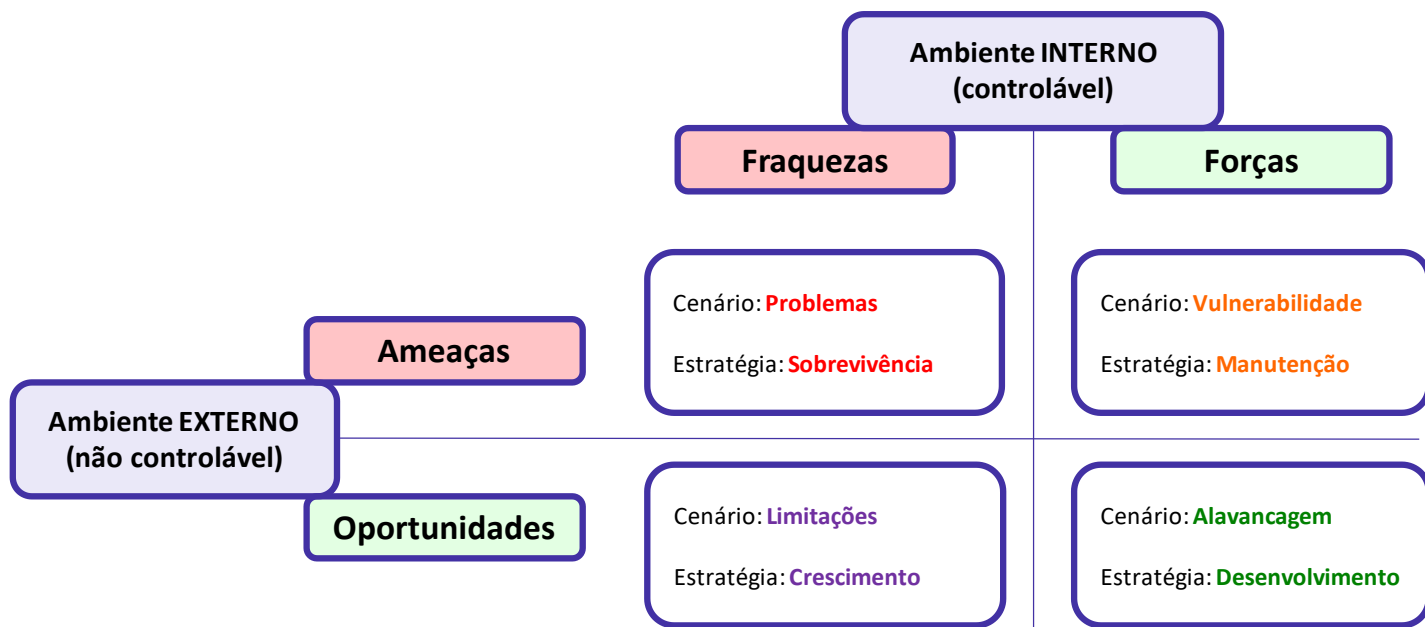 Ambiente INTERNO
(controlável)
Fraquezas
Forças
Cenário: Problemas
Estratégia: Sobrevivência
Cenário: Vulnerabilidade
Estratégia: Manutenção
Ameaças
Ambiente EXTERNO
(não controlável)
Oportunidades
Cenário: Limitações
Estratégia: Crescimento
Cenário: Alavancagem
Estratégia: Desenvolvimento